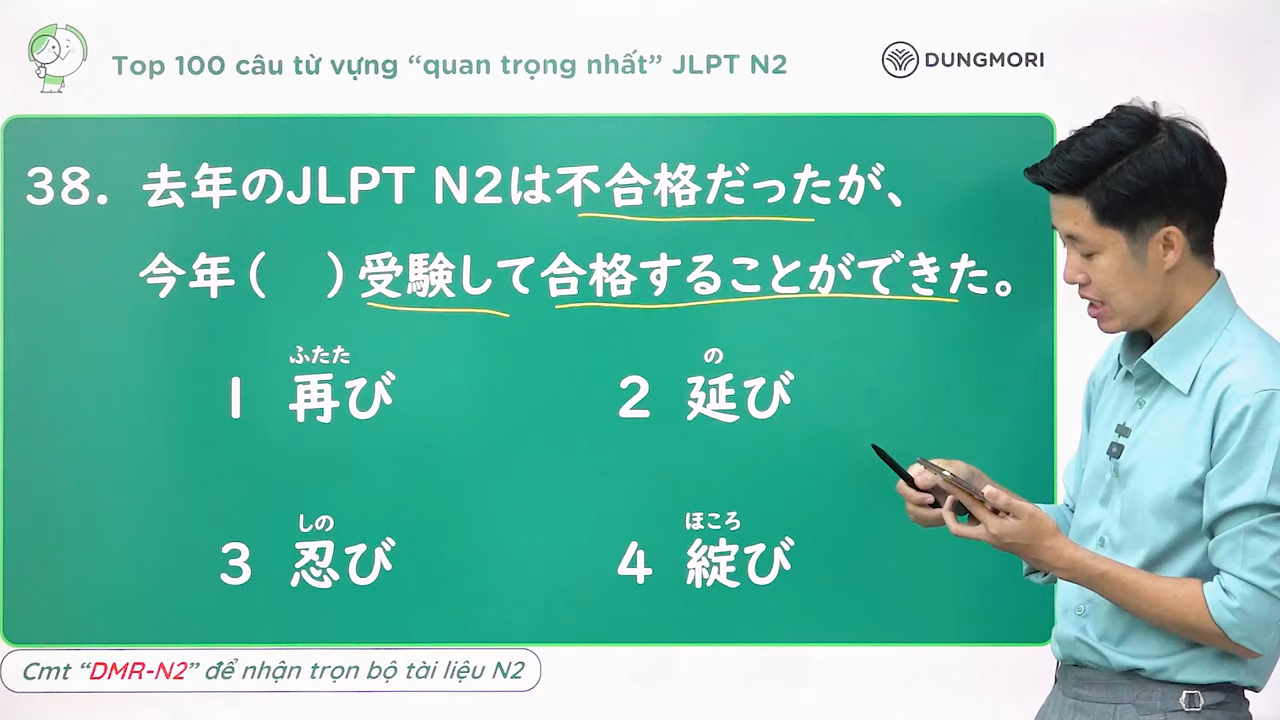 Top 100 câu từ vựng “quan trọng nhất” JLPT N2
DUNGMORI
38. 去年のJLPT N2は不合格だったが、
今年（　）受験して合格することができた。
ふたた
1 再び
の
2 延び
しの
3 忍び
ほころ
4 綻び
Cmt “DMR-N2” để nhận trọn bộ tài liệu N2